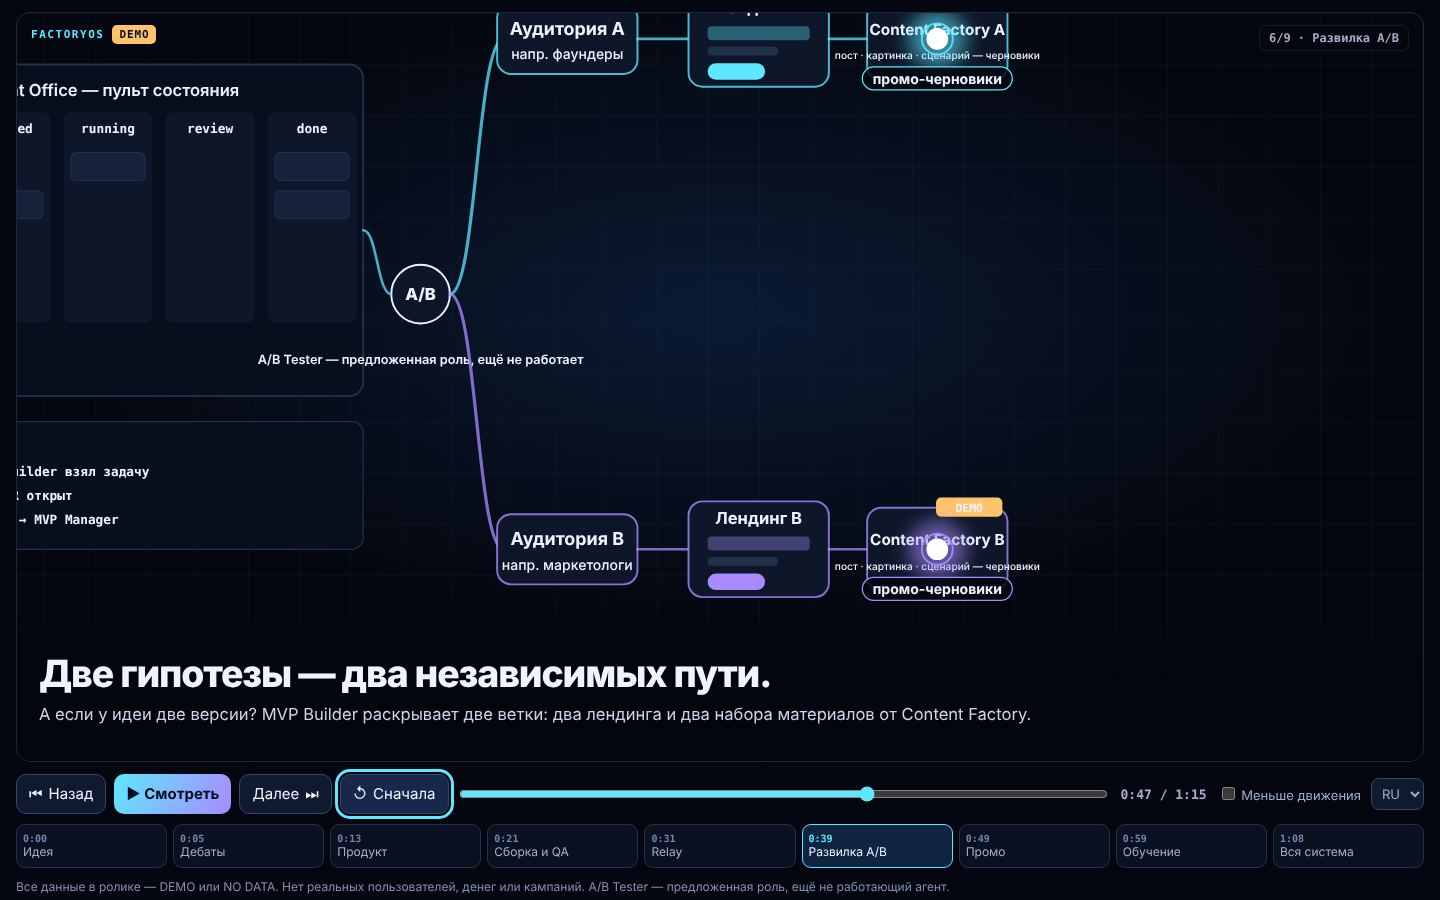 FACTORYOS DEMO
6/9 · Развилка A/B
Аудитория A
напр. фаундеры
Content Factory A
пост · картинка · сценарий — черновики
промо-черновики
t Office — пульт состояния
ed
running
review
done
A/B
A/B Tester — предложенная роль, ещё не работает
uilder взял задачу
открыт
→ MVP Manager
Аудитория B
напр. маркетологи
Лендинг B
DEMO
Content Factory B
пост · картинка · сценарий — черновики
промо-черновики
Две гипотезы — два независимых пути.
А если у идеи две версии? MVP Builder раскрывает две ветки: два лендинга и два набора материалов от Content Factory.
⏮ Назад
▶ Смотреть
Далее ⏭
↺ Сначала
0:47 / 1:15
Меньше движения
RU
0:00
Идея
0:05
Дебаты
0:13
Продукт
0:21
Сборка и QA
0:31
Relay
0:39
Развилка A/B
0:49
Промо
0:59
Обучение
1:08
Вся система
Все данные в ролике — DEMO или NO DATA. Нет реальных пользователей, денег или кампаний. A/B Tester — предложенная роль, ещё не работающий агент.